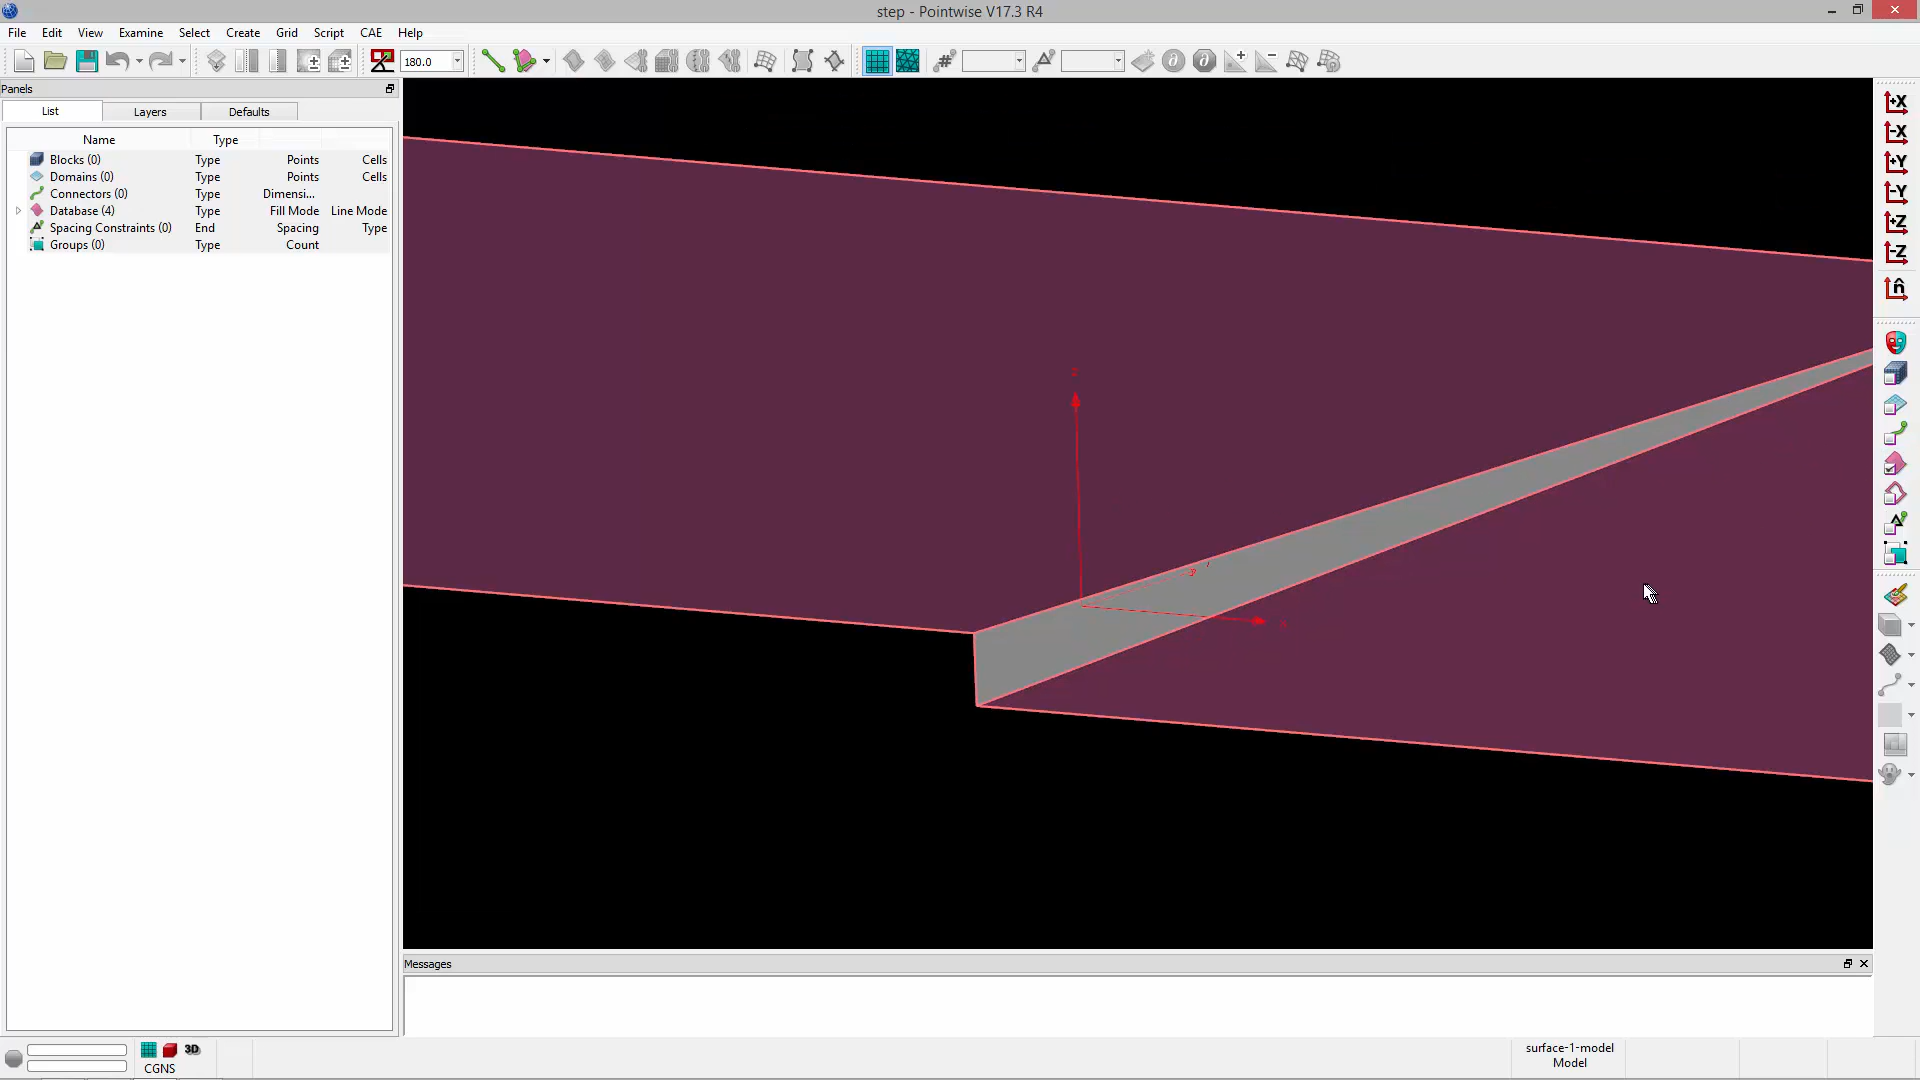 step - Pointwise V17.3 R4
File Edit View Examine Select Create Grid Script CAE Help
180.0
Panels
List Layers Defaults
Name Type
Blocks (0) Type Points Cells
Domains (0) Type Points Cells
Connectors (0) Type Dimensi...
Database (4) Type Fill Mode Line Mode
Spacing Constraints (0) End Spacing Type
Groups (0) Type Count
+X
-X
+Y
-Y
+Z
-Z
n̂
z
x
Messages
3D
CGNS
surface-1-model
Model